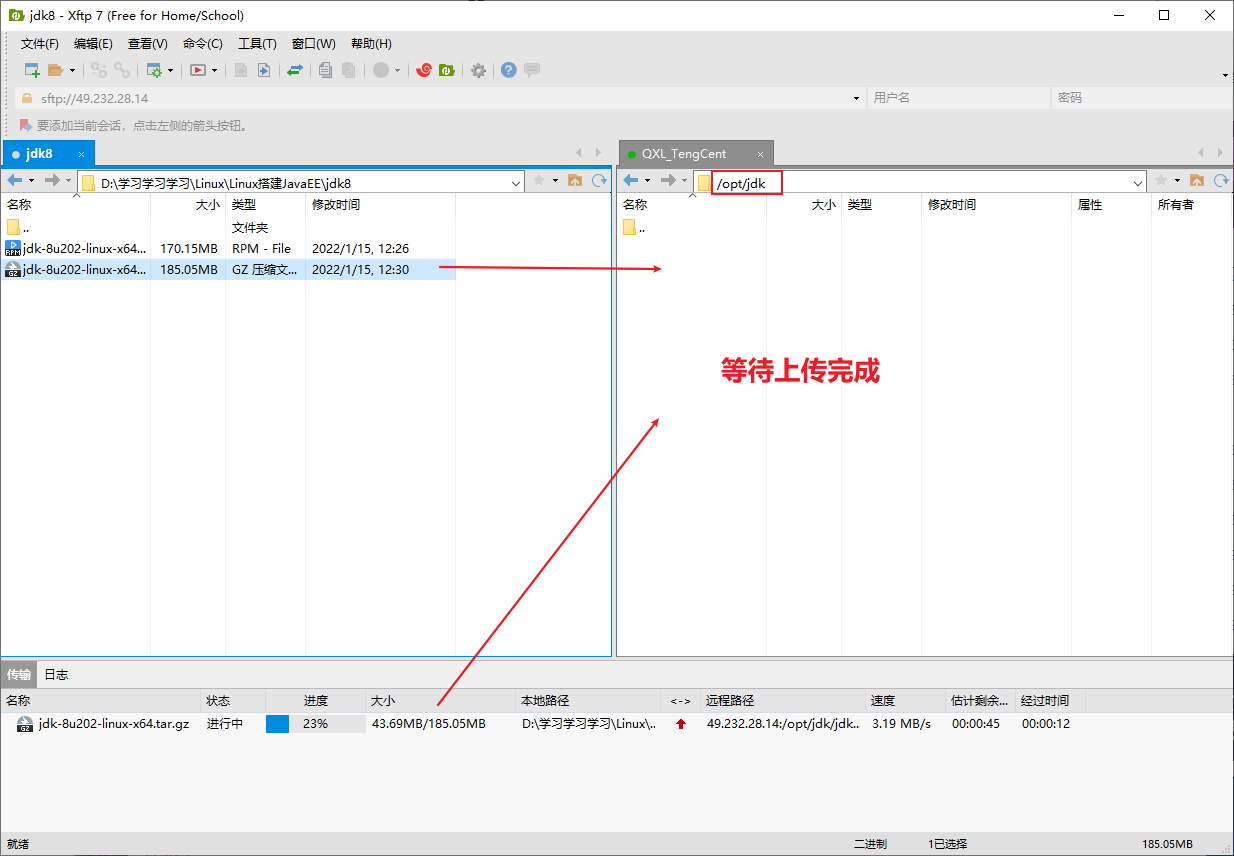 jdk8 - Xftp 7 (Free for Home/School)
文件(F) 编辑(E) 查看(V) 命令(C) 工具(T) 窗口(W) 帮助(H)
sftp://49.232.28.14 用户名 密码
要添加当前会话，点击左侧的箭头按钮。
jdk8 × QXL_TengCent ×
D:\学习学习学习\Linux\Linux搭建JavaEE\jdk8 /opt/jdk
名称 大小 类型 修改时间 名称 大小 类型 修改时间 属性 所有者
.. 文件夹 ..
jdk-8u202-linux-x64... 170.15MB RPM - File 2022/1/15, 12:26
jdk-8u202-linux-x64... 185.05MB GZ 压缩文... 2022/1/15, 12:30
等待上传完成
传输 日志
名称 状态 进度 大小 本地路径 <-> 远程路径 速度 估计剩余... 经过时间
jdk-8u202-linux-x64.tar.gz 进行中 23% 43.69MB/185.05MB D:\学习学习学习\Linux\.. 49.232.28.14:/opt/jdk/jdk.. 3.19 MB/s 00:00:45 00:00:12
就绪 二进制 1已选择 185.05MB